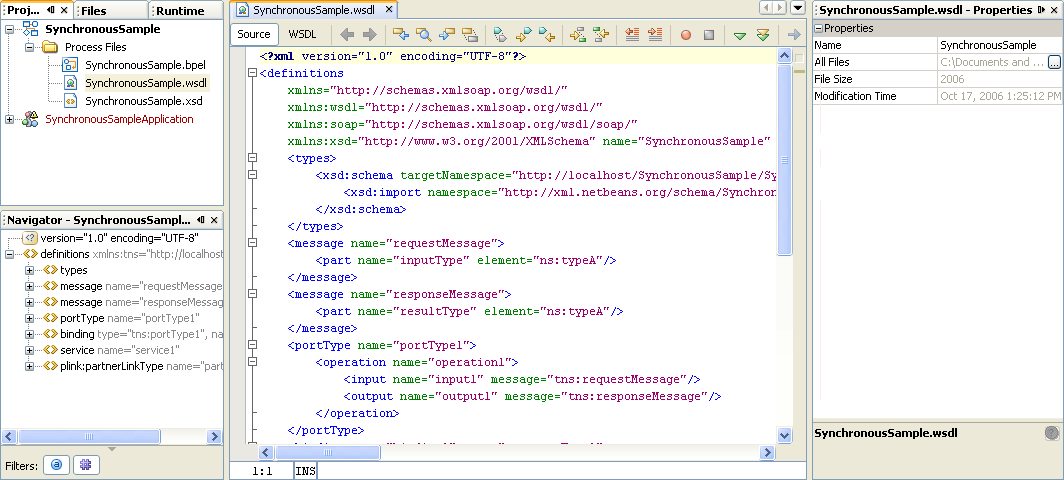 Proj...
Files
Runtime
SynchronousSample
Process Files
SynchronousSample.bpel
SynchronousSample.wsdl
SynchronousSample.xsd
SynchronousSampleApplication
Navigator - SynchronousSampl...
version="1.0" encoding="UTF-8"
definitions xmlns:tns="http://localhost
types
message name="requestMessage
message name="responseMessag
portType name="portType1"
binding type="tns:portType1", na
service name="service1"
plink:partnerLinkType name="part
Filters:
SynchronousSample.wsdl
Source
WSDL
<?xml version="1.0" encoding="UTF-8"?>
<definitions
xmlns="http://schemas.xmlsoap.org/wsdl/"
xmlns:wsdl="http://schemas.xmlsoap.org/wsdl/"
xmlns:soap="http://schemas.xmlsoap.org/wsdl/soap/"
xmlns:xsd="http://www.w3.org/2001/XMLSchema" name="SynchronousSample"
<types>
<xsd:schema targetNamespace="http://localhost/SynchronousSample/Sy
<xsd:import namespace="http://xml.netbeans.org/schema/Synchron
</xsd:schema>
</types>
<message name="requestMessage">
<part name="inputType" element="ns:typeA"/>
</message>
<message name="responseMessage">
<part name="resultType" element="ns:typeA"/>
</message>
<portType name="portType1">
<operation name="operation1">
<input name="input1" message="tns:requestMessage"/>
<output name="output1" message="tns:responseMessage"/>
</operation>
</portType>
1:1
INS
SynchronousSample.wsdl - Properties
Properties
Name SynchronousSample
All Files C:\Documents and ... ...
File Size 2006
Modification Time Oct 17, 2006 1:25:12 PM
SynchronousSample.wsdl
?